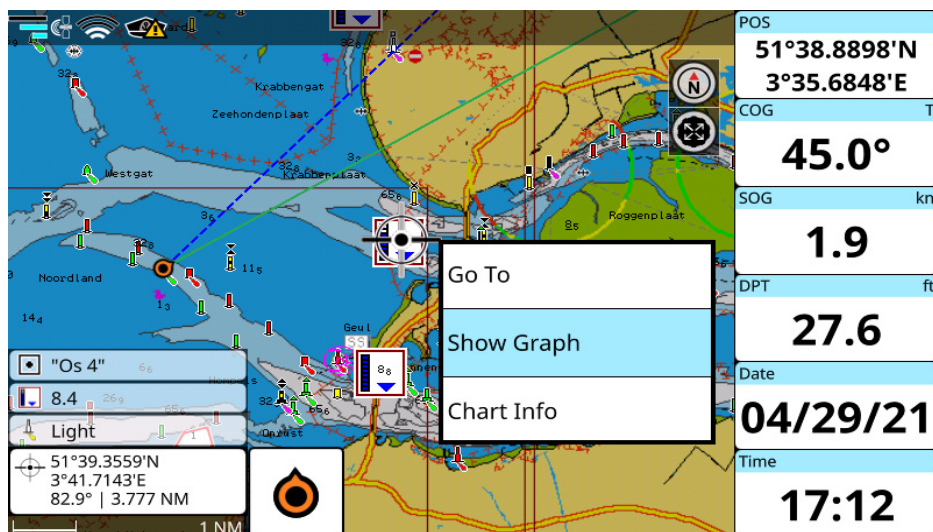 Krabbengat
Zeehondenplaat
Krabbenplaat
Westgat
Roggenplaat
Noordland
Geul
SS
Onrust
N
Go To
Show Graph
Chart Info
"Os 4"
8.4
Light
51°39.3559'N
3°41.7143'E
82.9° | 3.777 NM
1 NM
POS
51°38.8898'N
3°35.6848'E
COG T
45.0°
SOG kn
1.9
DPT ft
27.6
Date
04/29/21
Time
17:12